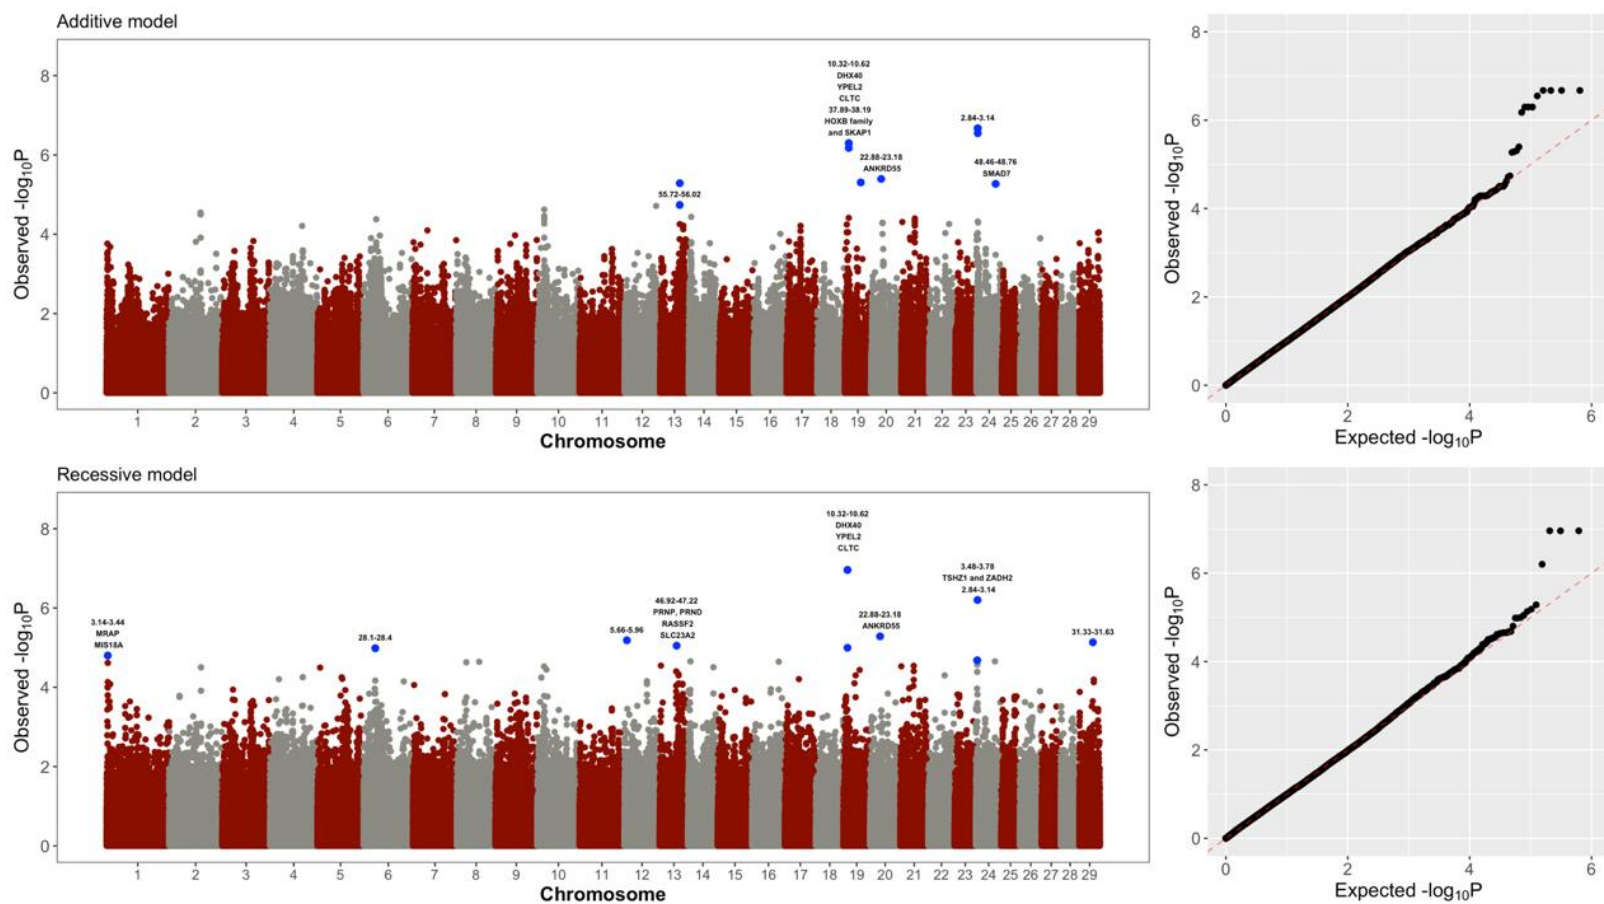 Additive model
Observed -log10P
8
6
4
2
0
10.32-10.62
DHX40
YPEL2
CLTC
37.89-38.19
HOXB family
and SKAP1
2.84-3.14
22.88-23.18
ANKRD55
48.46-48.76
SMAD7
55.72-56.02
1 2 3 4 5 6 7 8 9 10 11 12 13 14 15 16 17 18 19 20 21 22 23 24 25 26 27 28 29
Chromosome
Observed -log10P
8
6
4
2
0
0 2 4 6
Expected -log10P
Recessive model
Observed -log10P
8
6
4
2
0
10.32-10.62
DHX40
YPEL2
CLTC
3.48-3.78
TSHZ1 and ZADH2
2.84-3.14
46.92-47.22
PRNP, PRND
RASSF2
SLC23A2
22.88-23.18
ANKRD55
3.14-3.44
MRAP
MIS18A
28.1-28.4
5.66-5.96
31.33-31.63
1 2 3 4 5 6 7 8 9 10 11 12 13 14 15 16 17 18 19 20 21 22 23 24 25 26 27 28 29
Chromosome
Observed -log10P
8
6
4
2
0
0 2 4 6
Expected -log10P